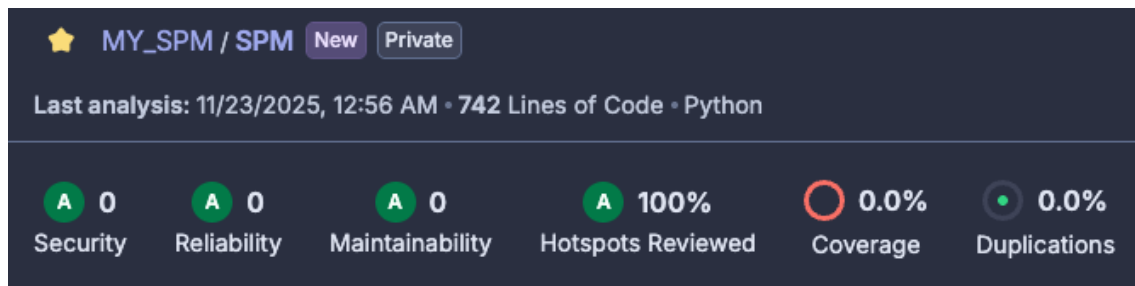 MY_SPM / SPM New Private
Last analysis: 11/23/2025, 12:56 AM • 742 Lines of Code • Python
A 0 A 0 A 0 A 100% 0.0% 0.0%
Security Reliability Maintainability Hotspots Reviewed Coverage Duplications